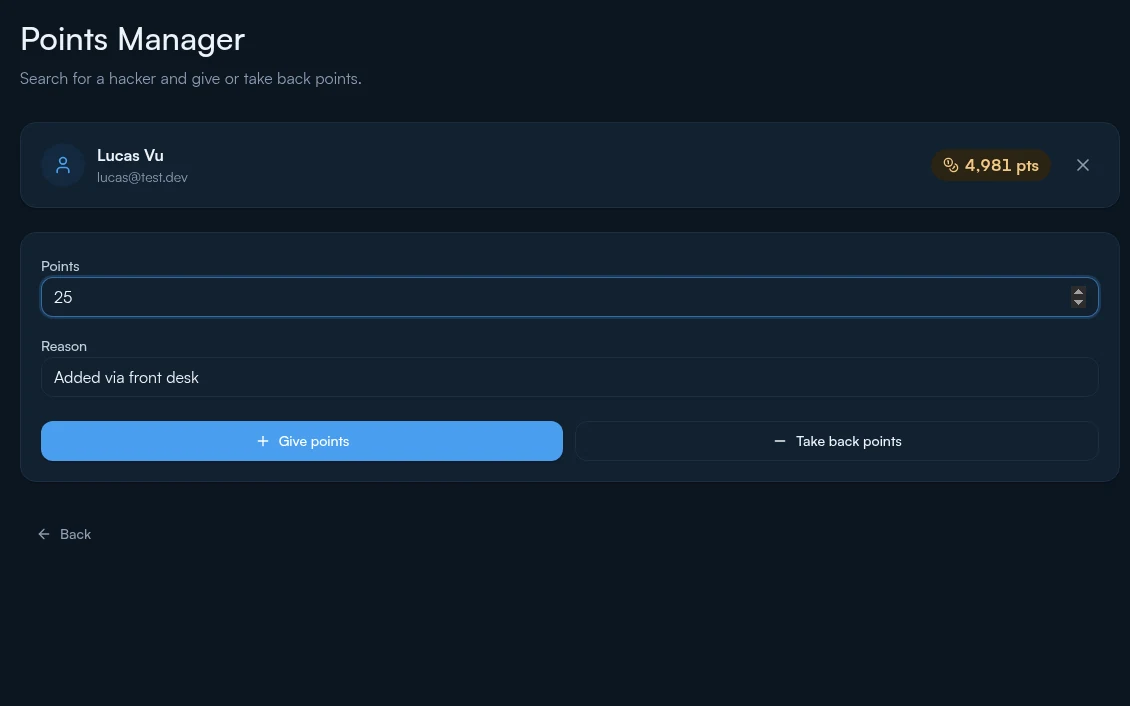 Points Manager
Search for a hacker and give or take back points.
Lucas Vu
lucas@test.dev
4,981 pts
Points
25
Reason
Added via front desk
Give points
Take back points
Back